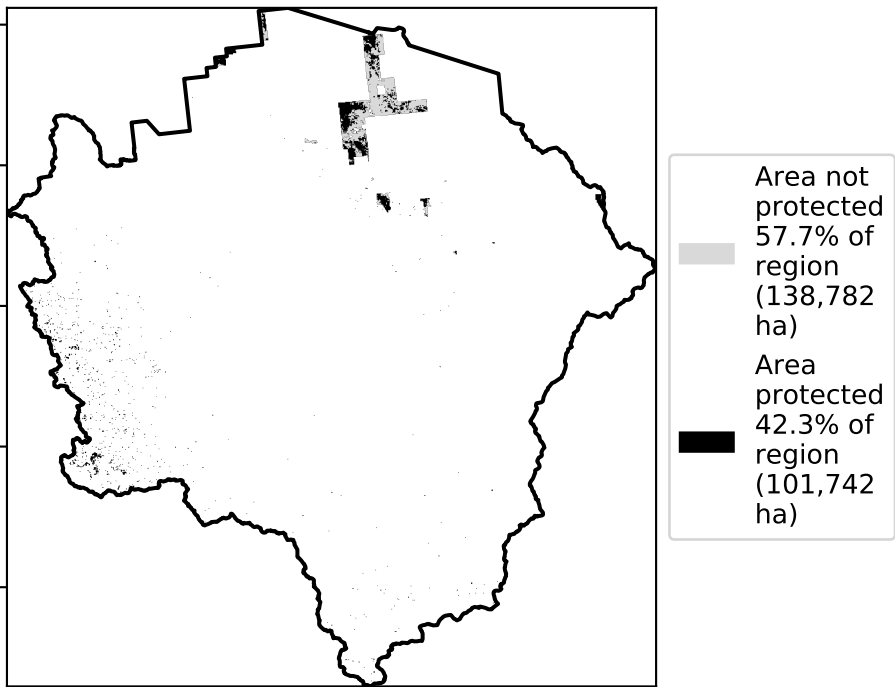 Area not
protected
57.7% of
region
(138,782
ha)
Area
protected
42.3% of
region
(101,742
ha)